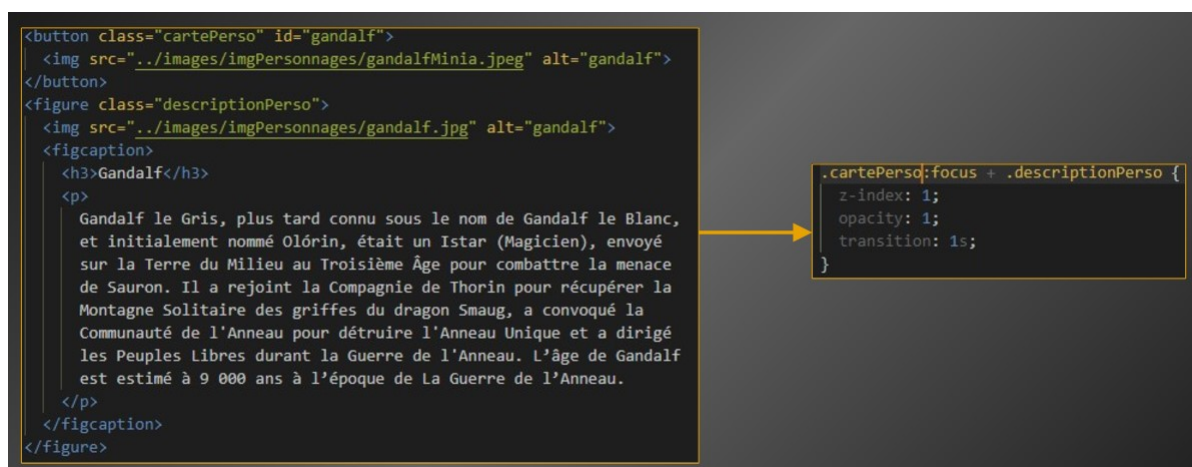 <button class="cartePerso" id="gandalf">
<img src="../images/imgPersonnages/gandalfMinia.jpeg" alt="gandalf">
</button>
<figure class="descriptionPerso">
<img src="../images/imgPersonnages/gandalf.jpg" alt="gandalf">
<figcaption>
<h3>Gandalf</h3>
<p>
Gandalf le Gris, plus tard connu sous le nom de Gandalf le Blanc,
et initialement nommé Olórin, était un Istar (Magicien), envoyé
sur la Terre du Milieu au Troisième Âge pour combattre la menace
de Sauron. Il a rejoint la Compagnie de Thorin pour récupérer la
Montagne Solitaire des griffes du dragon Smaug, a convoqué la
Communauté de l'Anneau pour détruire l'Anneau Unique et a dirigé
les Peuples Libres durant la Guerre de l'Anneau. L’âge de Gandalf
est estimé à 9 000 ans à l’époque de La Guerre de l’Anneau.
</p>
</figcaption>
</figure>
.cartePerso:focus + .descriptionPerso {
z-index: 1;
opacity: 1;
transition: 1s;
}